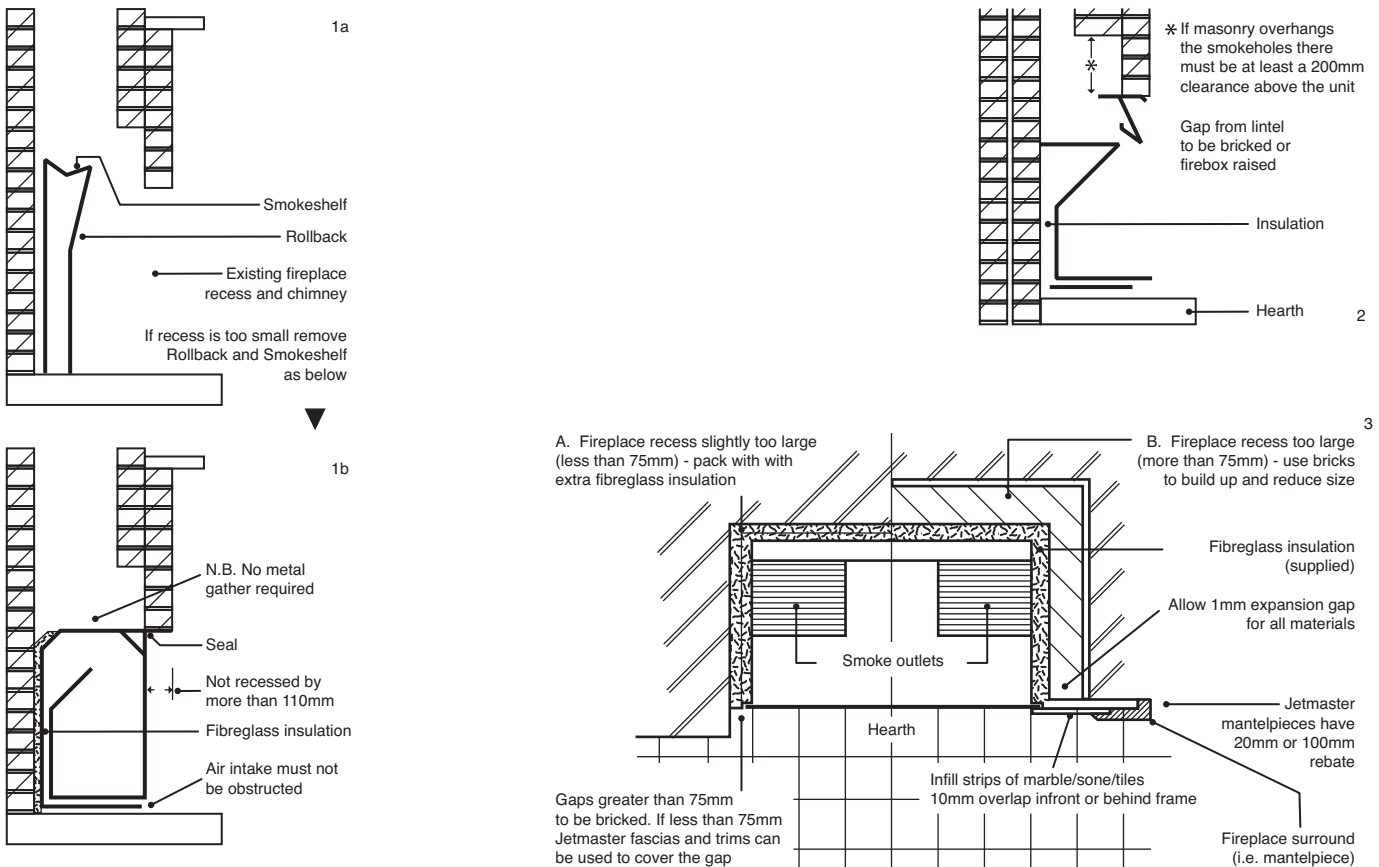 1a
Smokeshelf
Rollback
Existing fireplace
recess and chimney
If recess is too small remove
Rollback and Smokeshelf
as below
1b
N.B. No metal
gather required
Seal
Not recessed by
more than 110mm
Fibreglass insulation
Air intake must not
be obstructed
* If masonry overhangs
the smokeholes there
must be at least a 200mm
clearance above the unit
*
Gap from lintel
to be bricked or
firebox raised
Insulation
Hearth
2
3
A. Fireplace recess slightly too large
(less than 75mm) - pack with with
extra fibreglass insulation
B. Fireplace recess too large
(more than 75mm) - use bricks
to build up and reduce size
Fibreglass insulation
(supplied)
Allow 1mm expansion gap
for all materials
Smoke outlets
Hearth
Jetmaster
mantelpieces have
20mm or 100mm
rebate
Infill strips of marble/sone/tiles
10mm overlap infront or behind frame
Gaps greater than 75mm
to be bricked. If less than 75mm
Jetmaster fascias and trims can
be used to cover the gap
Fireplace surround
(i.e. mantelpiece)